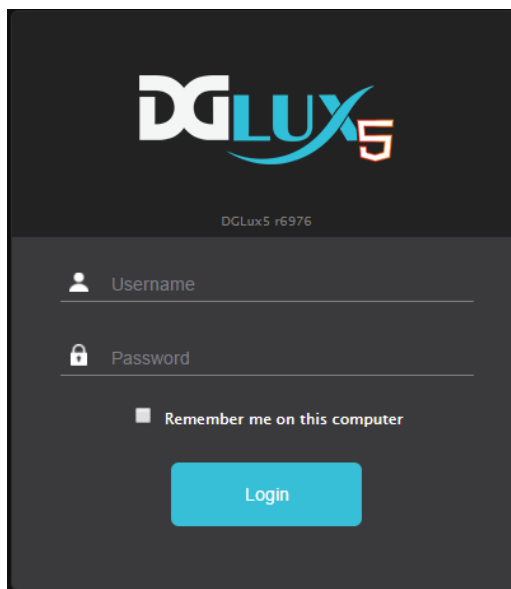 DGLUX5
DGLux5 r6976
Username
Password
Remember me on this computer
Login